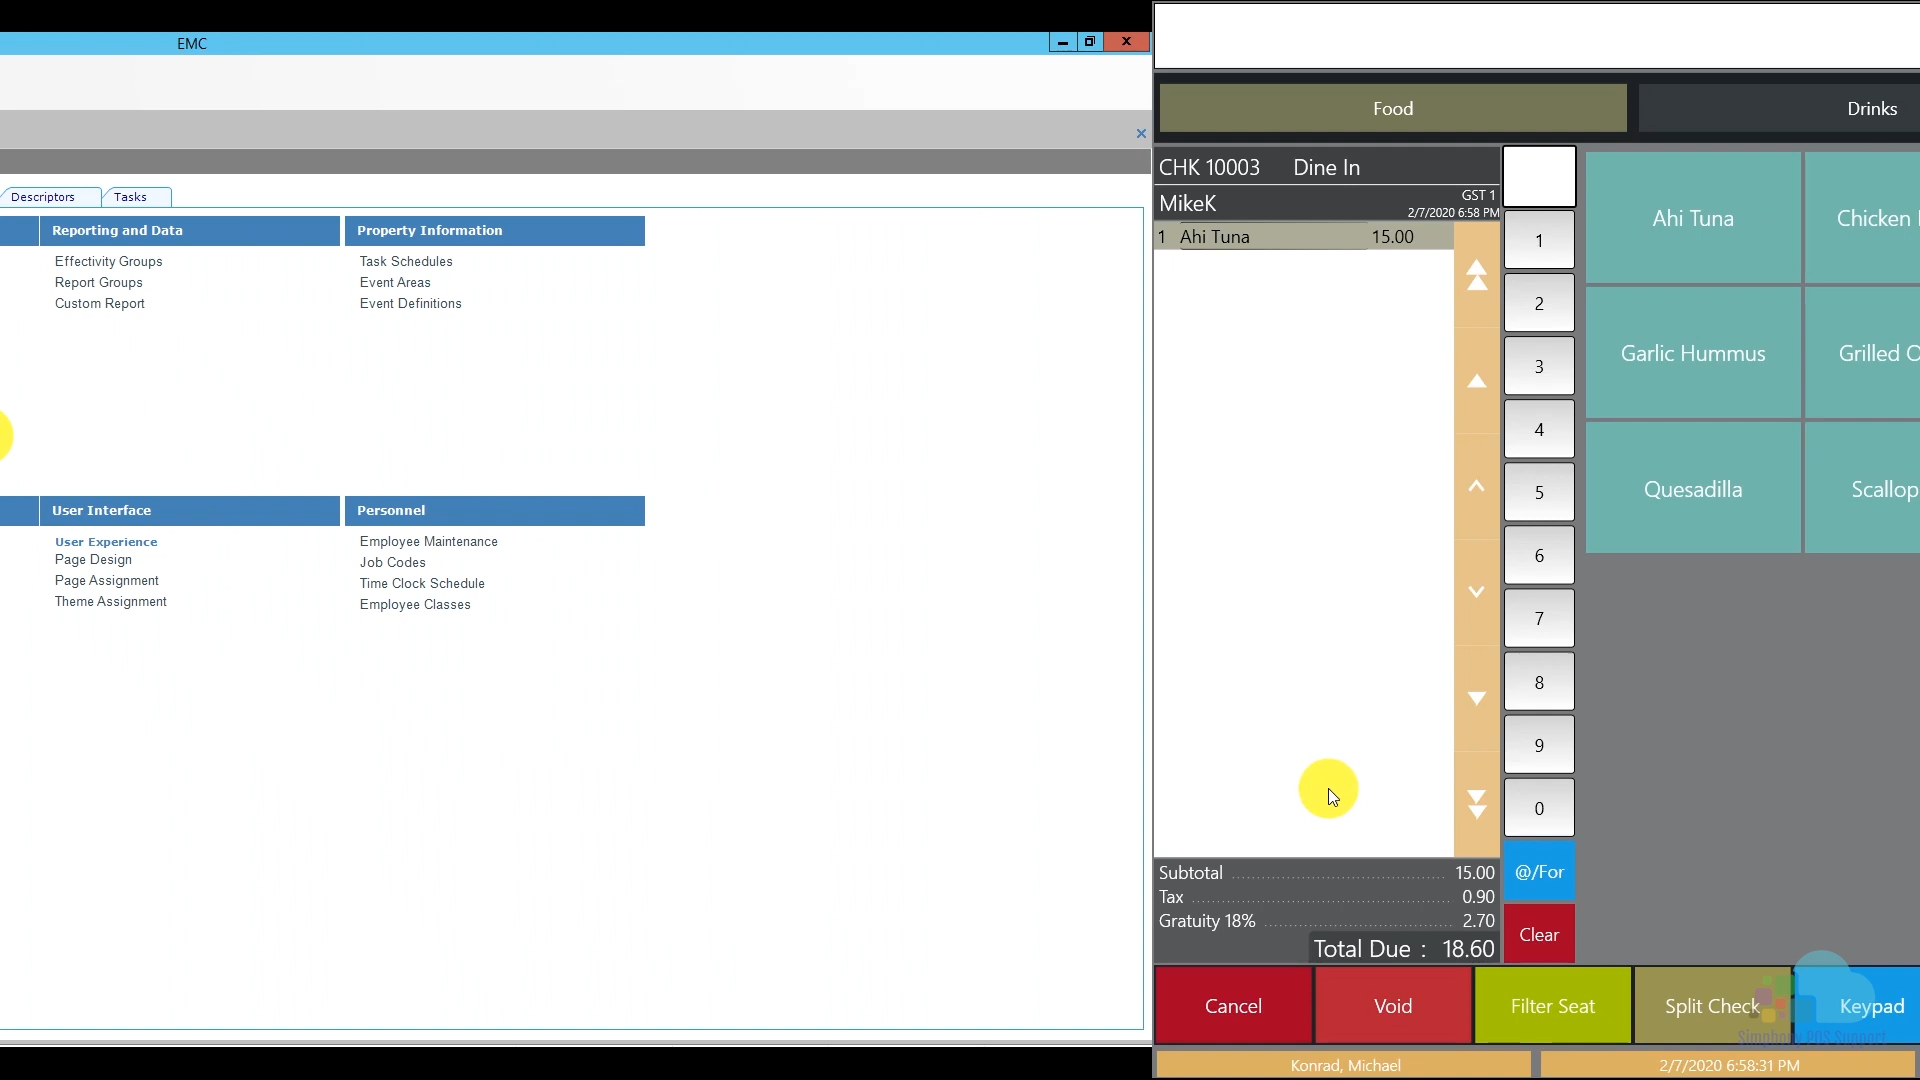 EMC
Descriptors
Tasks
Reporting and Data
Effectivity Groups
Report Groups
Custom Report
Property Information
Task Schedules
Event Areas
Event Definitions
User Interface
User Experience
Page Design
Page Assignment
Theme Assignment
Personnel
Employee Maintenance
Job Codes
Time Clock Schedule
Employee Classes
Food
Drinks
CHK 10003 Dine In
MikeK
GST 1
2/7/2020 6:58 PM
1 Ahi Tuna 15.00
Subtotal 15.00
Tax 0.90
Gratuity 18% 2.70
Total Due : 18.60
1
2
3
4
5
6
7
8
9
0
@/For
Clear
Ahi Tuna
Chicken
Garlic Hummus
Grilled
Quesadilla
Scallop
Cancel
Void
Filter Seat
Split Check
Keypad
Simphony POS Support
Konrad, Michael
2/7/2020 6:58:31 PM